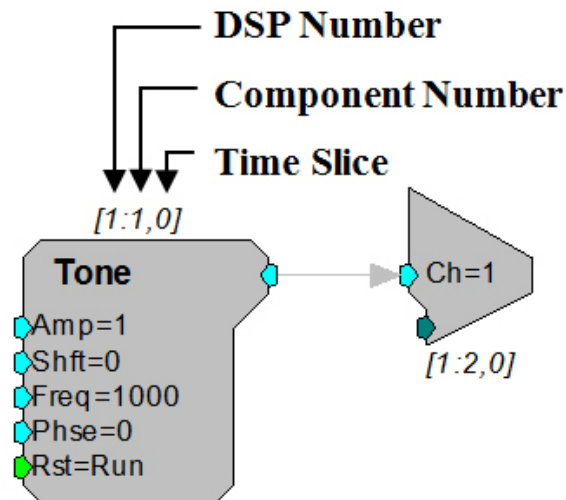 DSP Number
Component Number
Time Slice
[1:1,0]
Tone
Amp=1
Shft=0
Freq=1000
Phse=0
Rst=Run
Ch=1
[1:2,0]